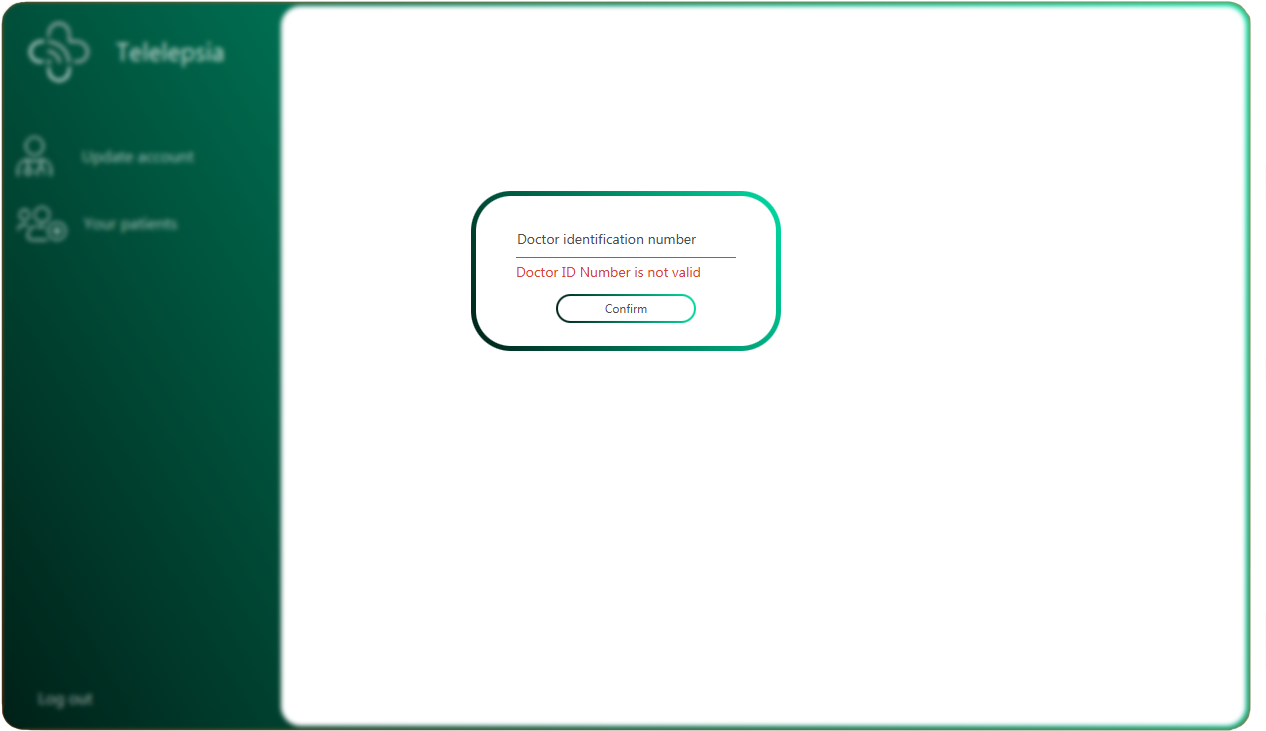 Telelepsia
Update account
Your patients
Doctor identification number
Doctor ID Number is not valid
Confirm
Log out